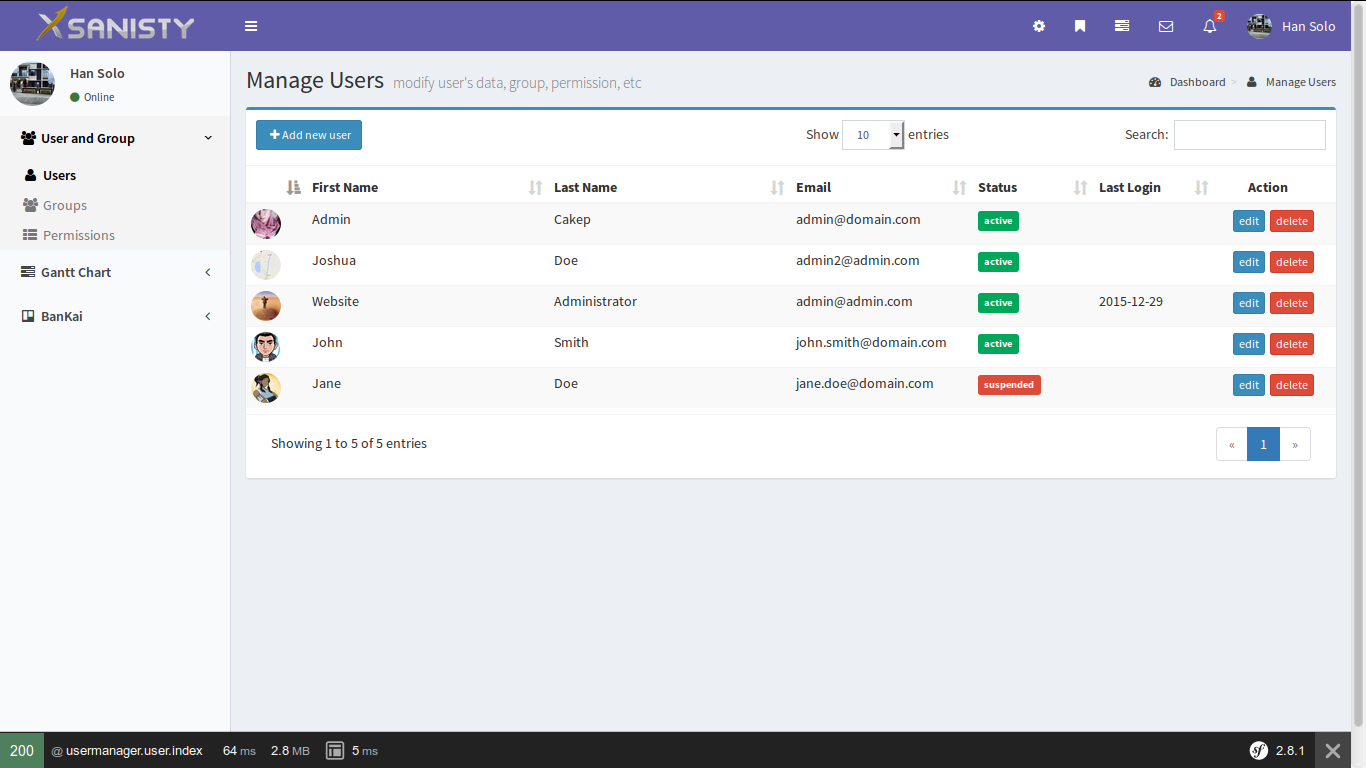 XSANISTY
2
Han Solo
Han Solo
Online
User and Group
Users
Groups
Permissions
Gantt Chart
BanKai
Manage Users modify user's data, group, permission, etc
Dashboard > Manage Users
Add new user
Show 10 entries
Search:
First Name Last Name Email Status Last Login Action
Admin Cakep admin@domain.com active edit delete
Joshua Doe admin2@admin.com active edit delete
Website Administrator admin@admin.com active 2015-12-29 edit delete
John Smith john.smith@domain.com active edit delete
Jane Doe jane.doe@domain.com suspended edit delete
Showing 1 to 5 of 5 entries
« 1 »
200 @ usermanager.user.index 64 ms 2.8 MB 5 ms sf 2.8.1